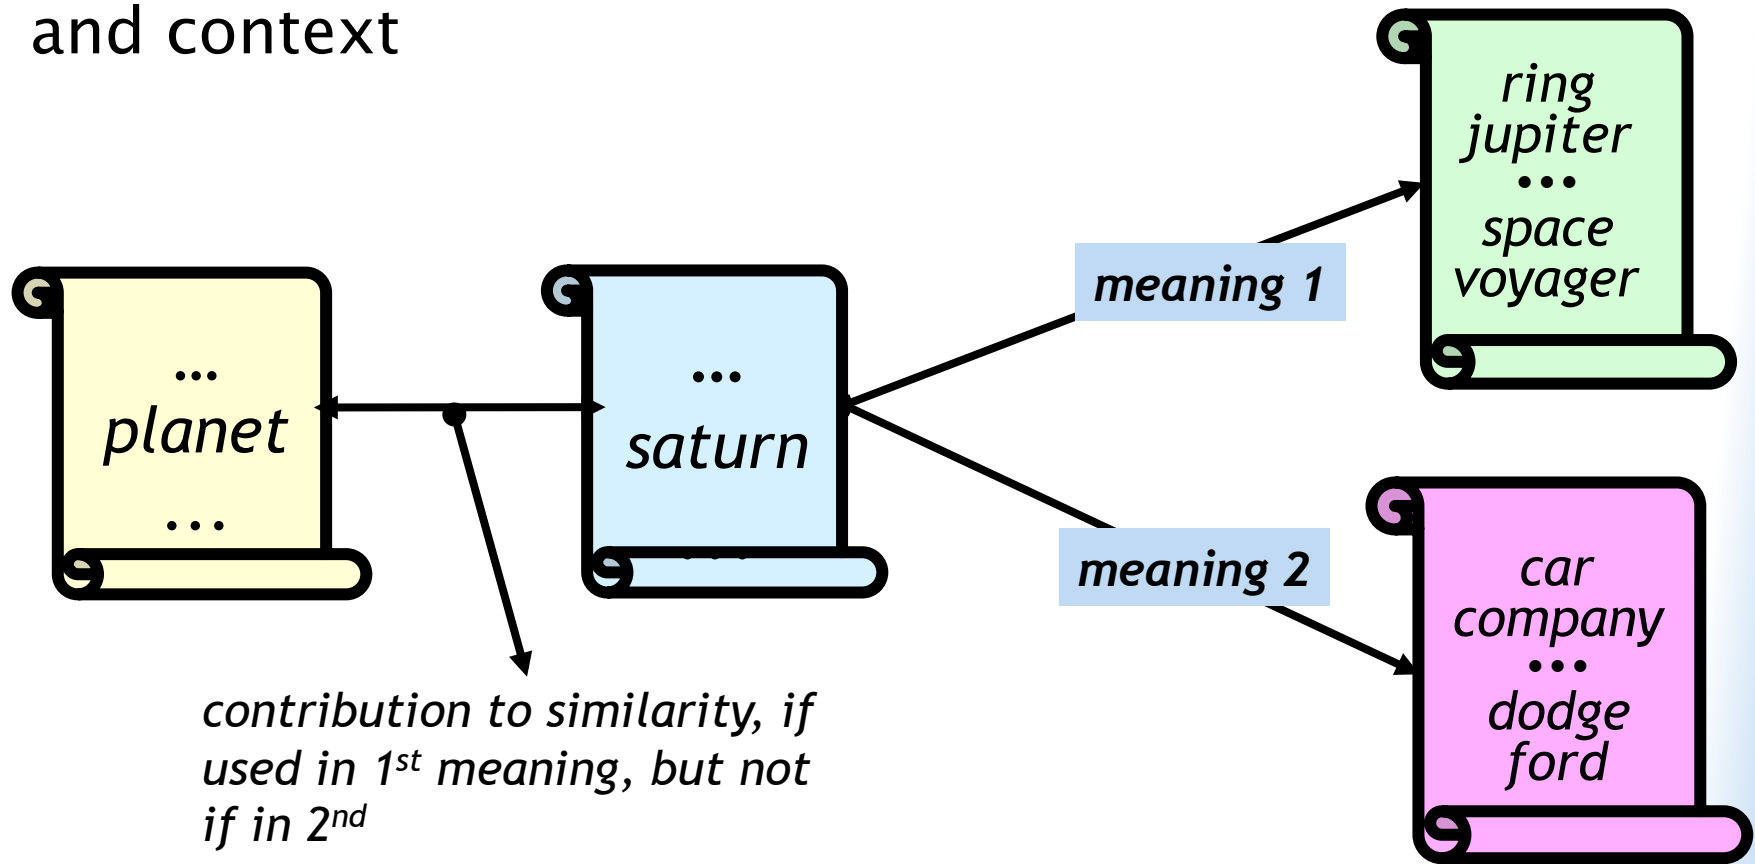 and context
ring
jupiter
•••
space
voyager
meaning 1
...
planet
...
...
saturn
...
meaning 2
car
company
•••
dodge
ford
contribution to similarity, if
used in 1st meaning, but not
if in 2nd